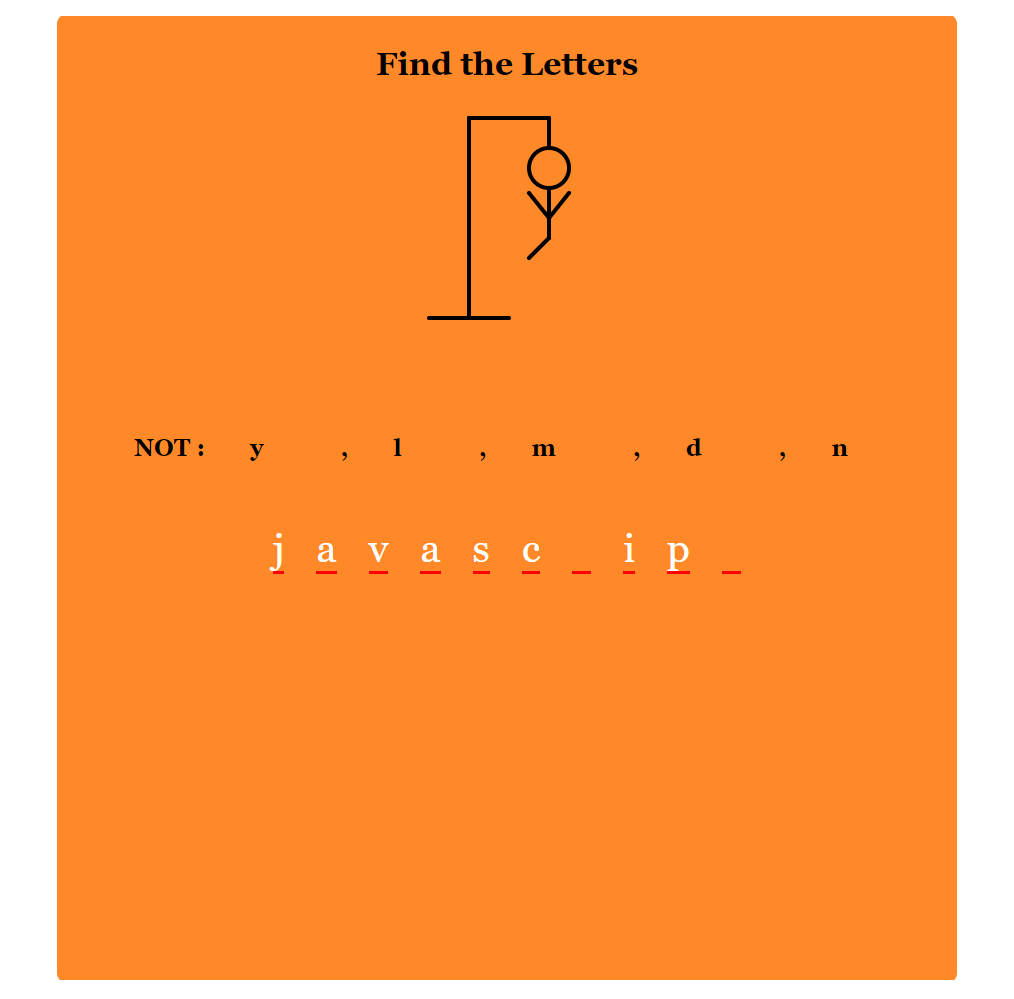 Find the Letters
NOT : y , l , m , d , n
j a v a s c _ i p _